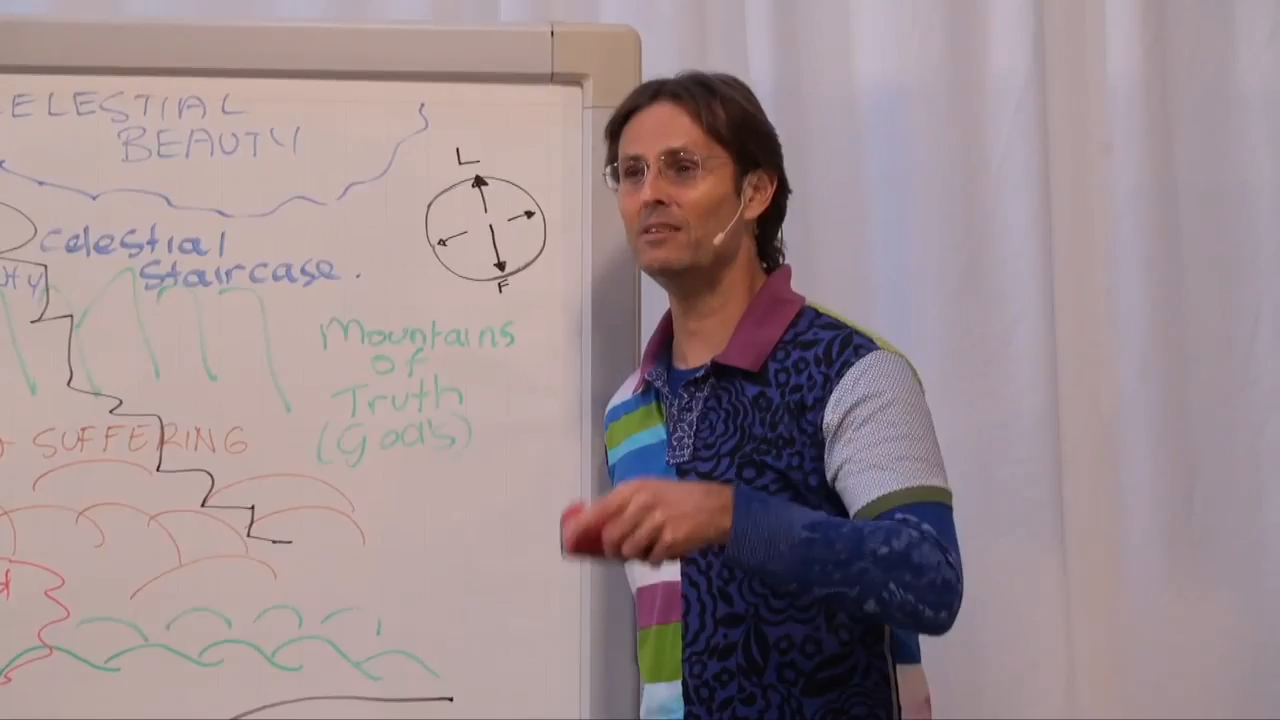 ELESTIAL
BEAUTY
L
Celestial
Staircase.
F
Mountains
of
Truth
(God's)
SUFFERING